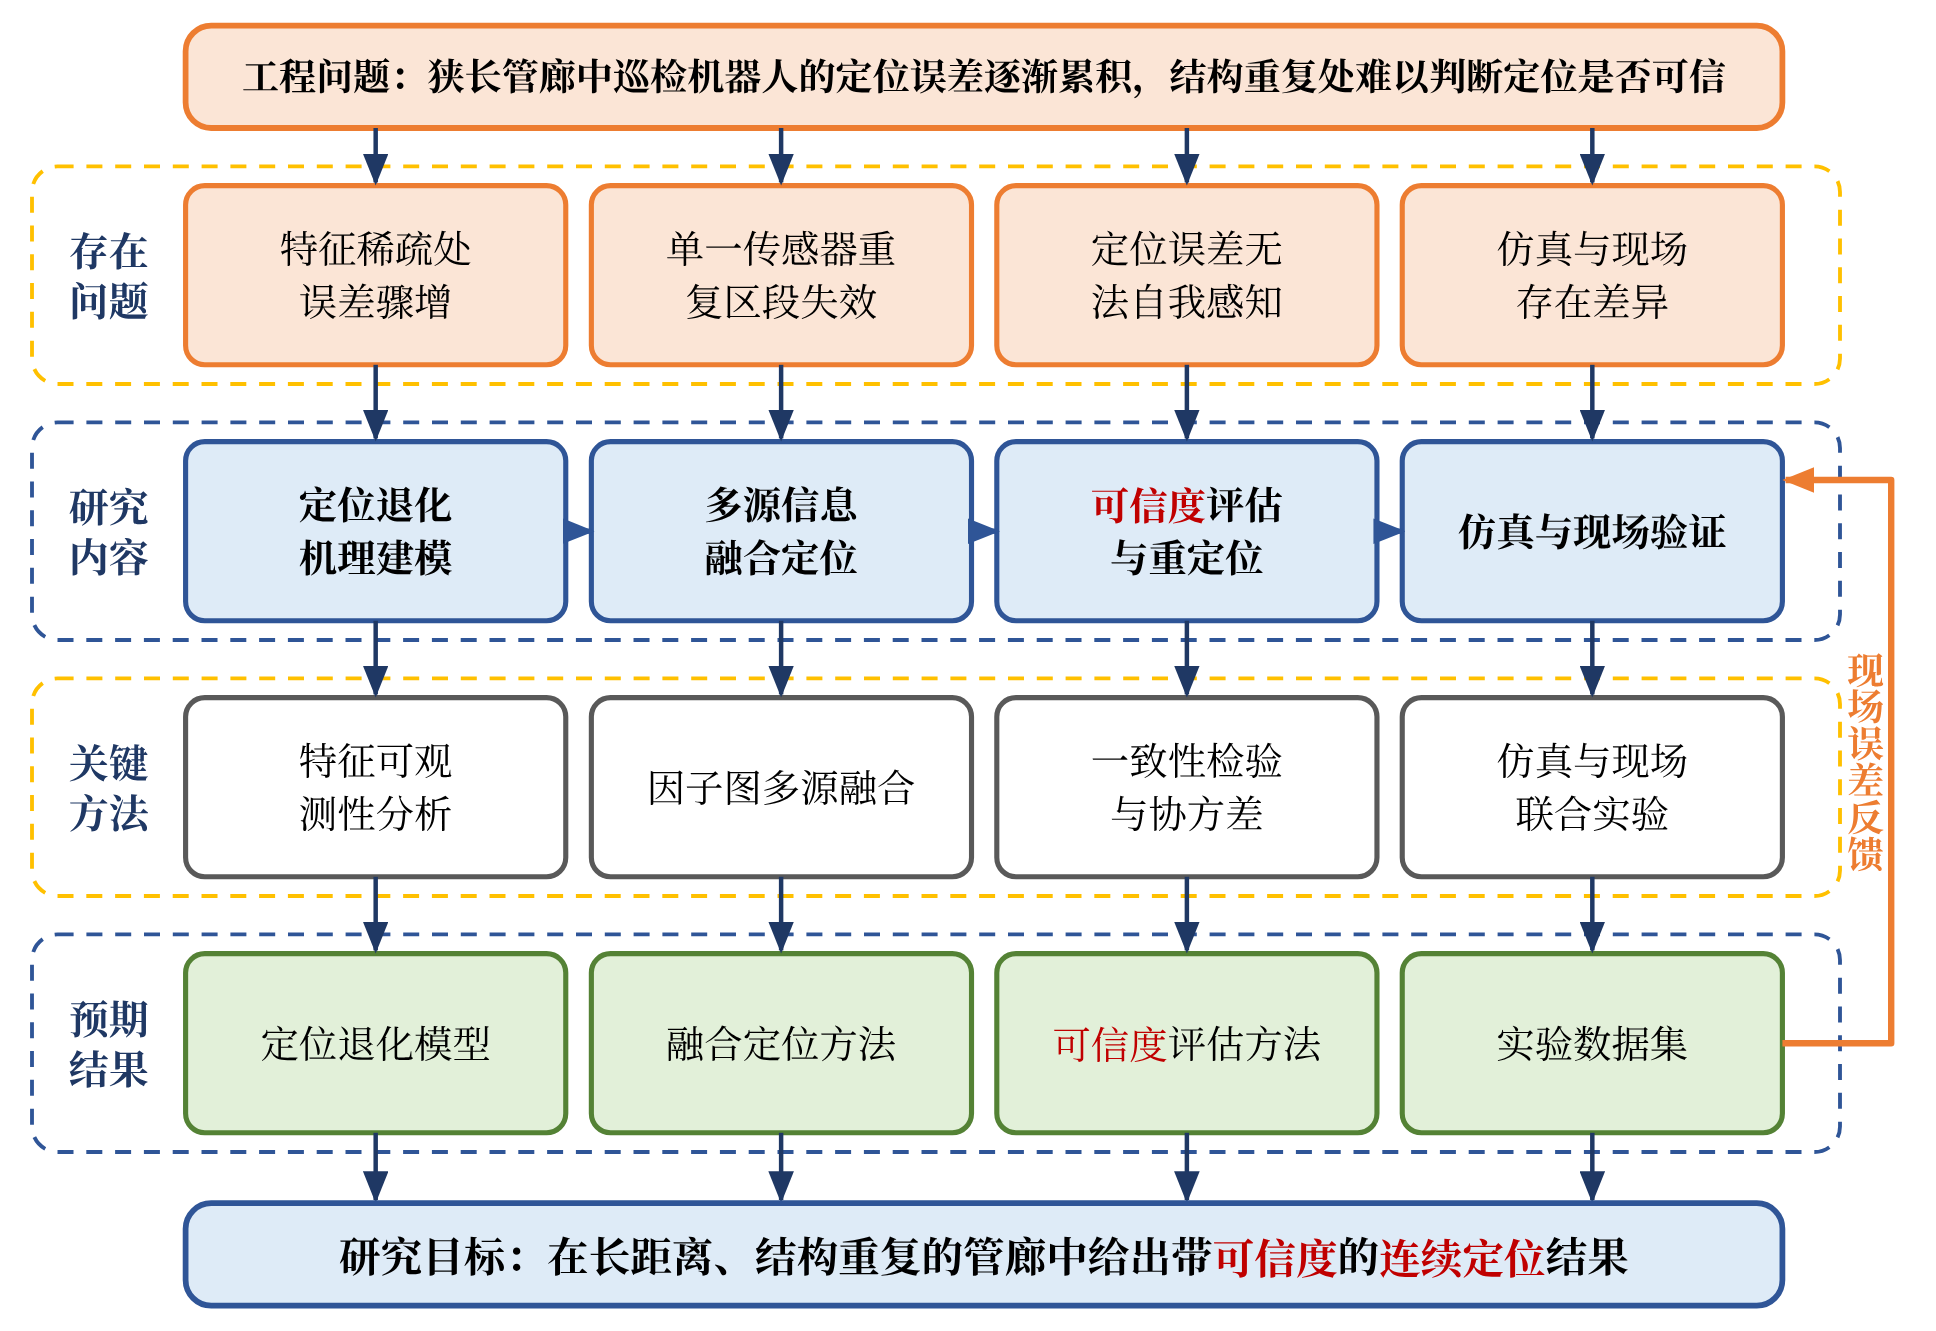 工程问题：狭长管廊中巡检机器人的定位误差逐渐累积，结构重复处难以判断定位是否可信
存在
问题
特征稀疏处
误差骤增
单一传感器重
复区段失效
定位误差无
法自我感知
仿真与现场
存在差异
研究
内容
定位退化
机理建模
多源信息
融合定位
可信度评估
与重定位
仿真与现场验证
现场误差反馈
关键
方法
特征可观
测性分析
因子图多源融合
一致性检验
与协方差
仿真与现场
联合实验
预期
结果
定位退化模型
融合定位方法
可信度评估方法
实验数据集
研究目标：在长距离、结构重复的管廊中给出带可信度的连续定位结果